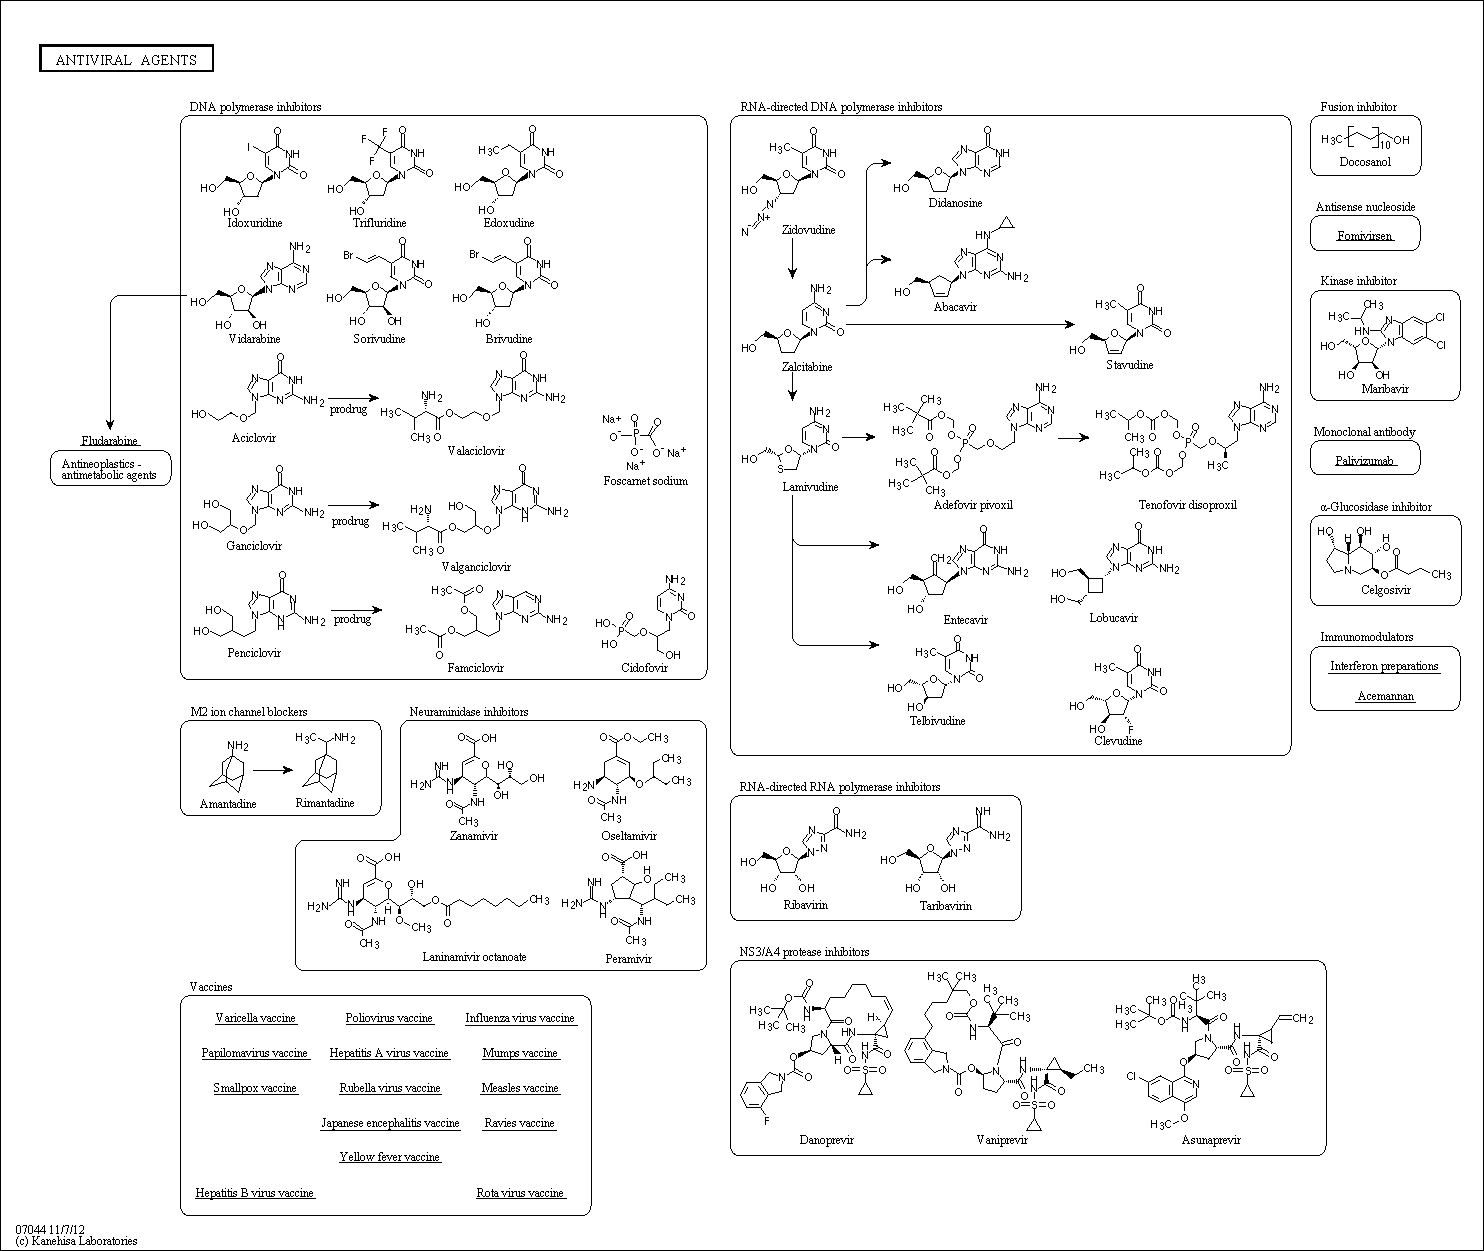 ANTIVIRAL AGENTS
DNA polymerase inhibitors
Idoxuridine
Trifluridine
Edoxudine
Vidarabine
Sorivudine
Brivudine
Aciclovir
prodrug
Valaciclovir
Foscarnet sodium
Ganciclovir
prodrug
Valganciclovir
Penciclovir
prodrug
Famciclovir
Cidofovir
Fludarabine
Antineoplastics -
antimetabolic agents
RNA-directed DNA polymerase inhibitors
Zidovudine
Didanosine
Abacavir
Zalcitabine
Stavudine
Lamivudine
Adefovir pivoxil
Tenofovir disoproxil
Entecavir
Lobucavir
Telbivudine
Clevudine
Fusion inhibitor
Docosanol
Antisense nucleoside
Fomivirsen
Kinase inhibitor
Maribavir
Monoclonal antibody
Palivizumab
α-Glucosidase inhibitor
Celgosivir
Immunomodulators
Interferon preparations
Acemannan
M2 ion channel blockers
Amantadine
Rimantadine
Neuraminidase inhibitors
Zanamivir
Oseltamivir
Laninamivir octanoate
Peramivir
RNA-directed RNA polymerase inhibitors
Ribavirin
Taribavirin
NS3/A4 protease inhibitors
Danoprevir
Vaniprevir
Asunaprevir
Vaccines
Varicella vaccine
Poliovirus vaccine
Influenza virus vaccine
Papilomavirus vaccine
Hepatitis A virus vaccine
Mumps vaccine
Smallpox vaccine
Rubella virus vaccine
Measles vaccine
Japanese encephalitis vaccine
Ravies vaccine
Yellow fever vaccine
Hepatitis B virus vaccine
Rota virus vaccine
07044 11/7/12
(c) Kanehisa Laboratories